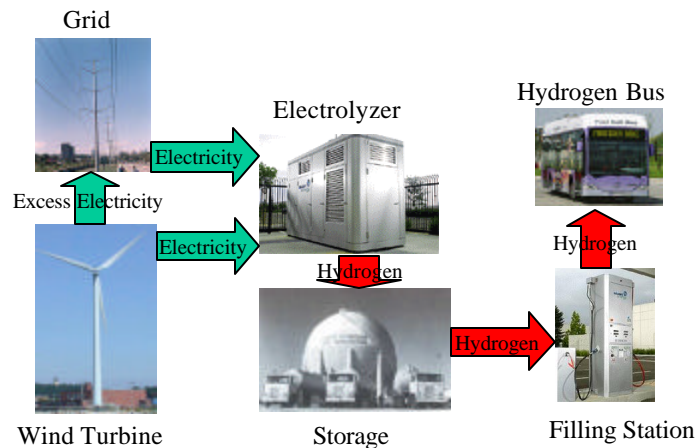 Grid
Electrolyzer
Hydrogen Bus
Electricity
Excess Electricity
Electricity
Hydrogen
Hydrogen
Hydrogen
Wind Turbine
Storage
Filling Station